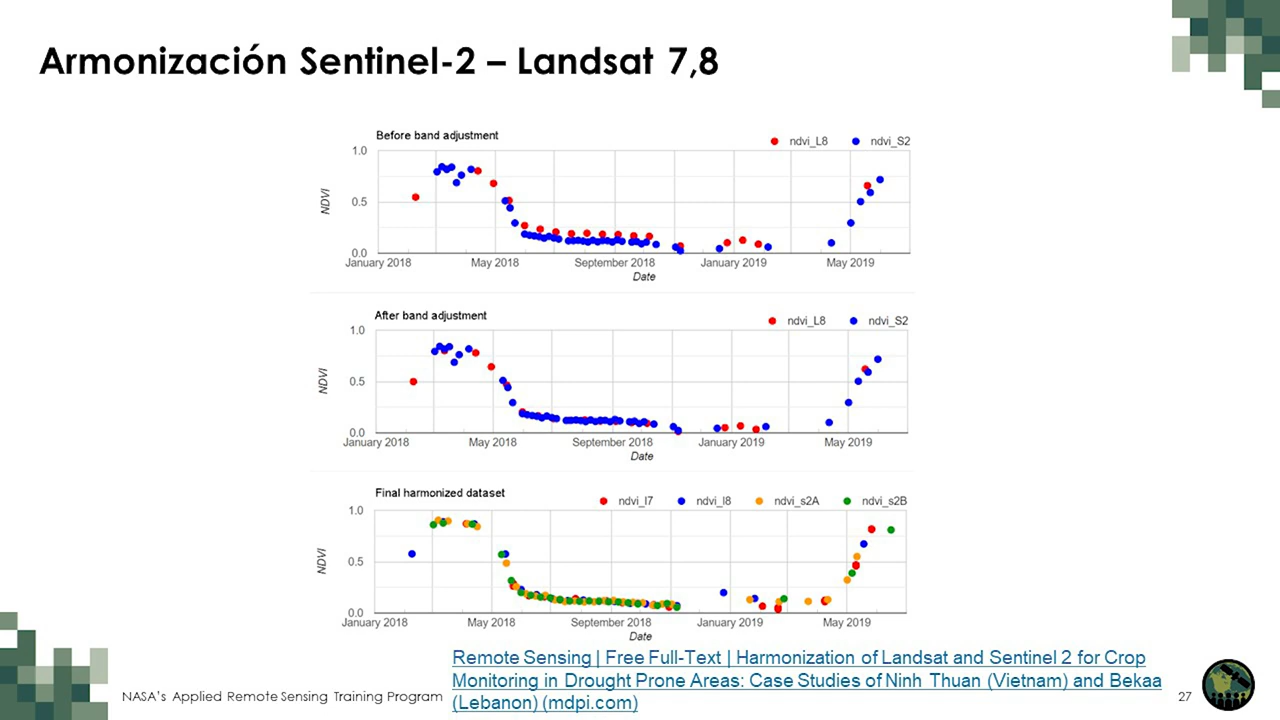 Armonización Sentinel-2 – Landsat 7,8
Before band adjustment
ndvi_L8
ndvi_S2
1.0
0.5
0.0
NDVI
January 2018
May 2018
September 2018
January 2019
May 2019
Date
After band adjustment
ndvi_L8
ndvi_S2
1.0
0.5
0.0
NDVI
January 2018
May 2018
September 2018
January 2019
May 2019
Date
Final harmonized dataset
ndvi_l7
ndvi_l8
ndvi_s2A
ndvi_s2B
1.0
0.5
0.0
NDVI
January 2018
May 2018
September 2018
January 2019
May 2019
Date
Remote Sensing | Free Full-Text | Harmonization of Landsat and Sentinel 2 for Crop
Monitoring in Drought Prone Areas: Case Studies of Ninh Thuan (Vietnam) and Bekaa
(Lebanon) (mdpi.com)
NASA's Applied Remote Sensing Training Program
27